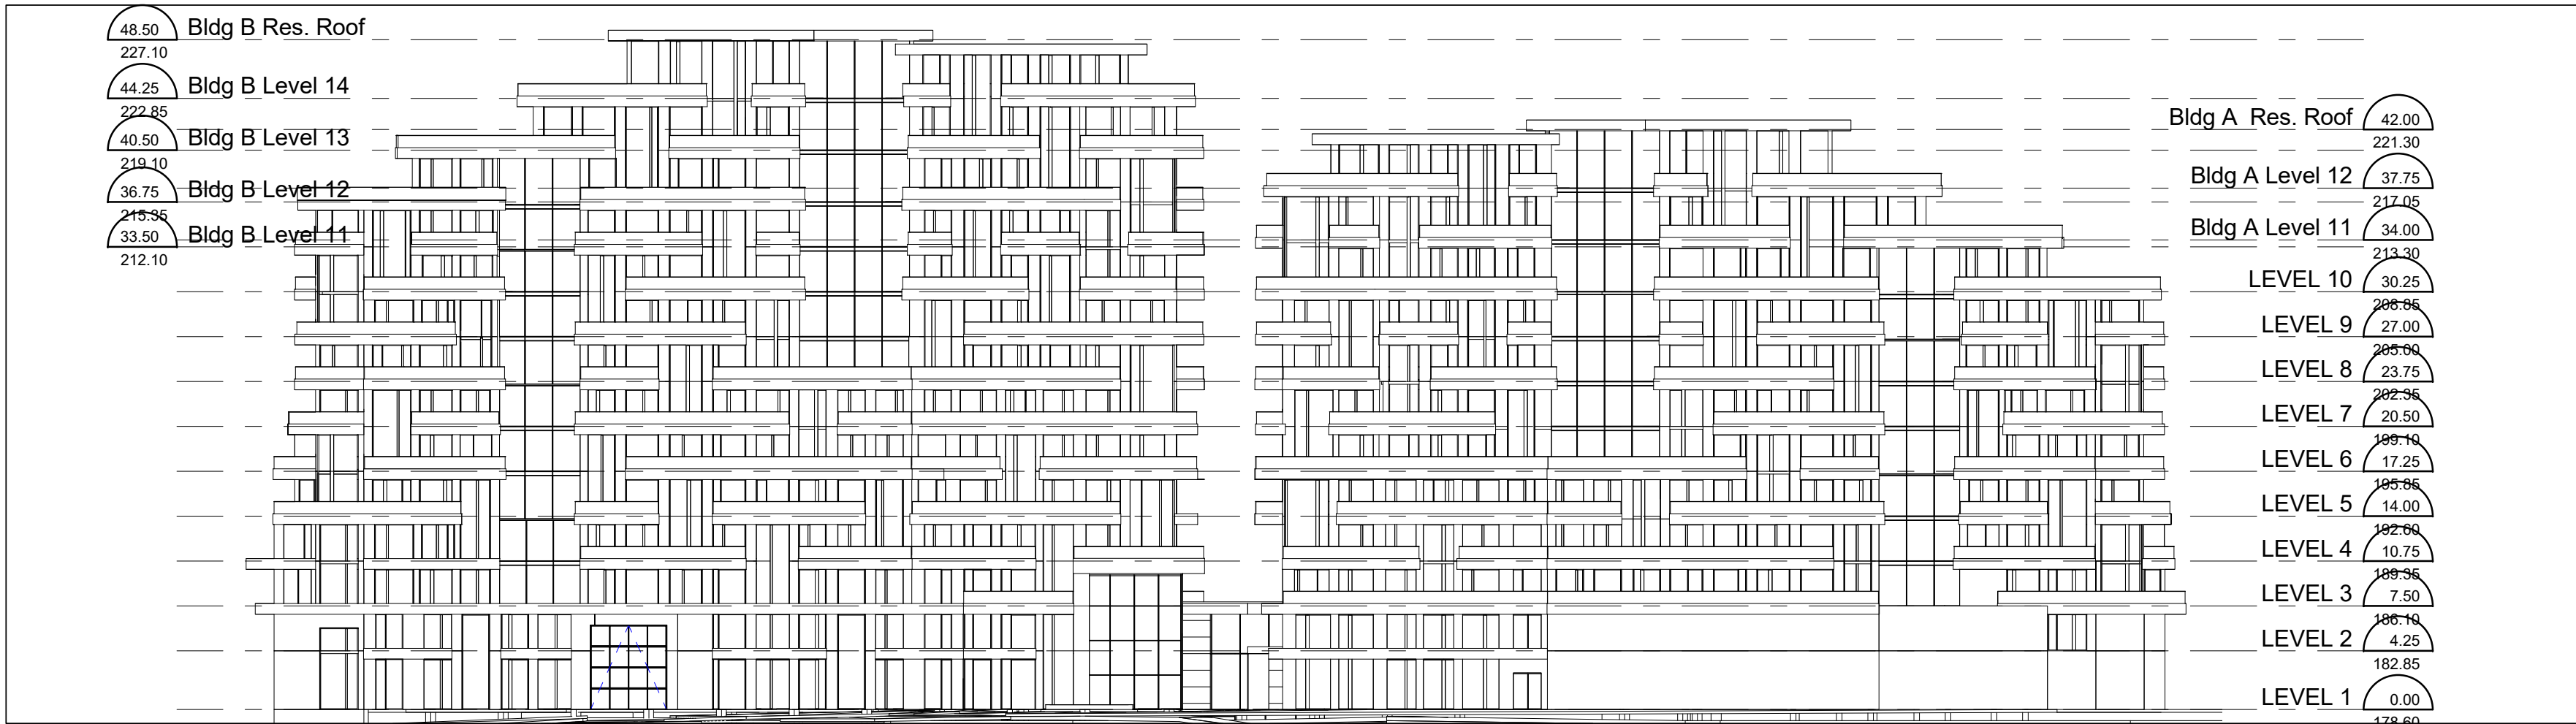 48.50 Bldg B Res. Roof
227.10
44.25 Bldg B Level 14
222.85
40.50 Bldg B Level 13
219.10
36.75 Bldg B Level 12
215.35
33.50 Bldg B Level 11
212.10
Bldg A Res. Roof 42.00
221.30
Bldg A Level 12 37.75
217.05
Bldg A Level 11 34.00
213.30
LEVEL 10 30.25
208.85
LEVEL 9 27.00
205.60
LEVEL 8 23.75
202.35
LEVEL 7 20.50
199.10
LEVEL 6 17.25
195.85
LEVEL 5 14.00
192.60
LEVEL 4 10.75
189.35
LEVEL 3 7.50
186.10
LEVEL 2 4.25
182.85
LEVEL 1 0.00
178.60